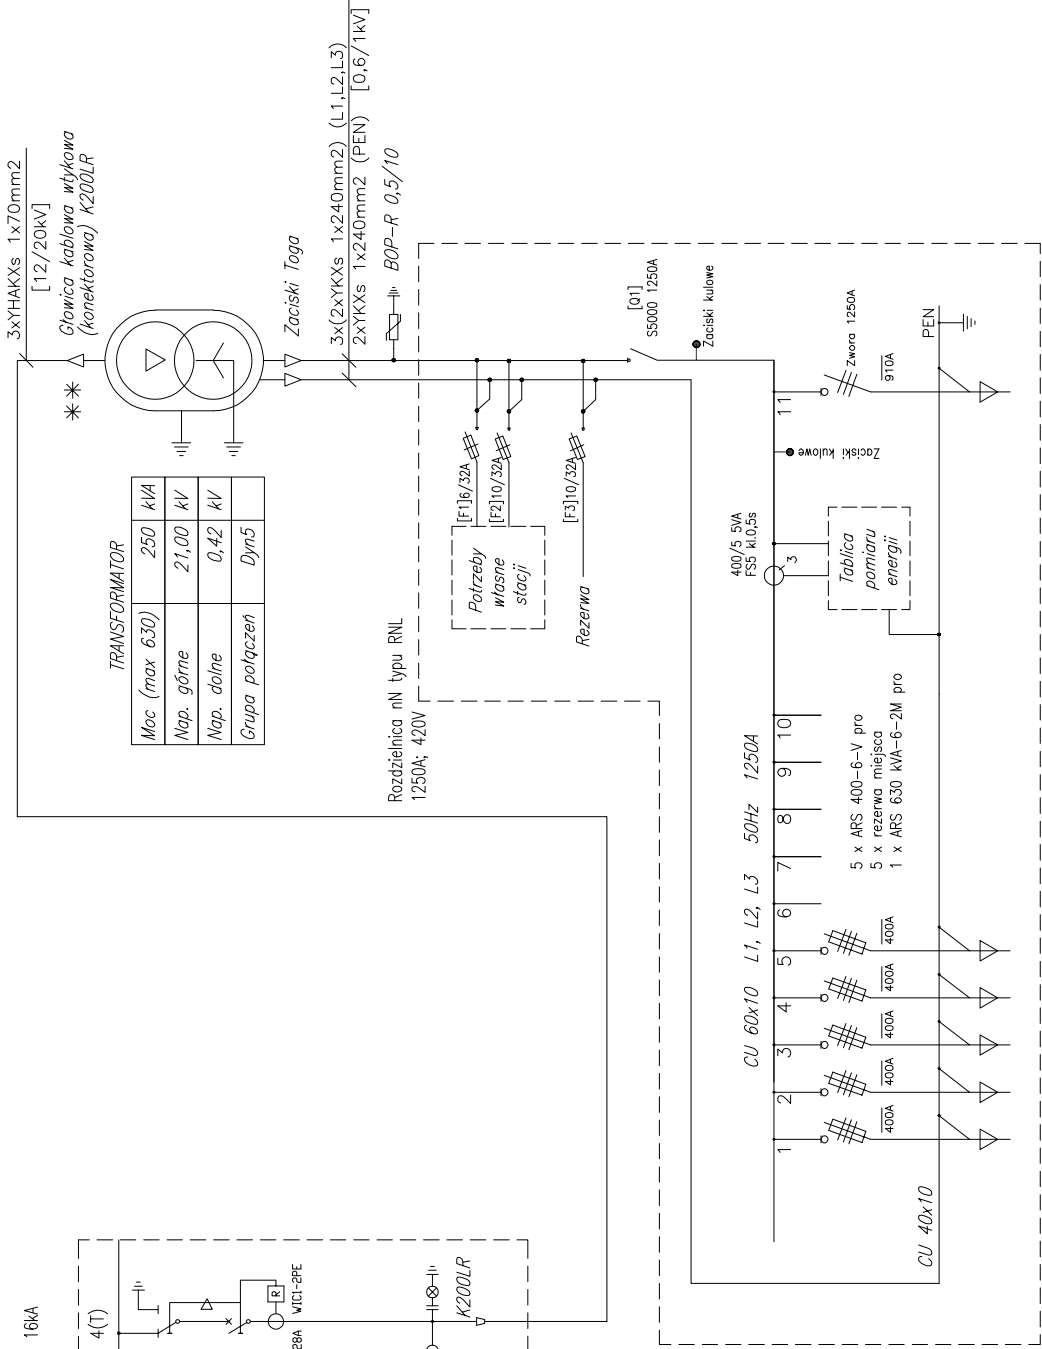 3xYHAKXs 1x70mm2
[12/20kV]
Głowica kablowa wtykowa
(konektorowa) K200LR
Zaciski Toga
3x(2xYKXs 1x240mm2) (L1,L2,L3)
2xYKXs 1x240mm2 (PEN) [0,6/1kV]
BOP-R 0,5/10
TRANSFORMATOR
Moc (max 630) 250 kVA
Nap. górne 21,00 kV
Nap. dolne 0,42 kV
Grupa połączeń Dyn5
Rozdzielnica nN typu RNL
1250A; 420V
[F1]6/32A
[F2]10/32A
[F3]10/32A
Potrzeby
własne
stacji
Rezerwa
[Q1]
S5000 1250A
Zaciski kulowe
Zwora 1250A
910A
PEN
11
Zaciski kulowe
400/5 5VA
FS5 kl.0,5s
3
Tablica
pomiaru
energii
CU 60x10 L1, L2, L3 50Hz 1250A
10
9
8
7
6
5
4
3
2
1
5 x ARS 400-6-V pro
5 x rezerwa miejsca
1 x ARS 630 kVA-6-2M pro
400A
400A
400A
400A
400A
CU 40x10
16kA
4(T)
R
WIC1-2PE
28A
K200LR